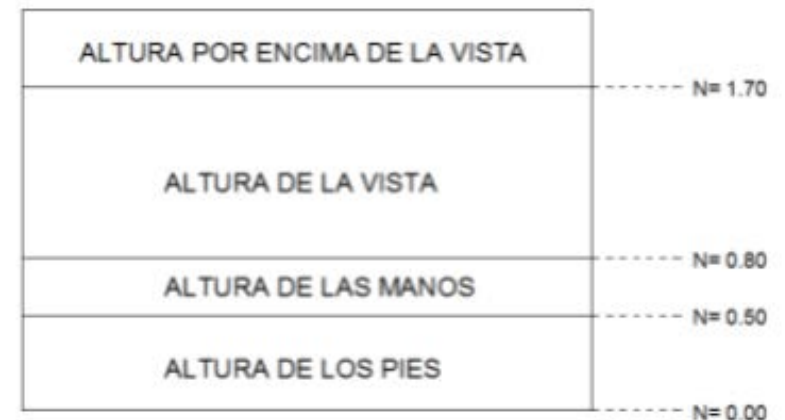 ALTURA POR ENCIMA DE LA VISTA
N= 1.70
ALTURA DE LA VISTA
N= 0.80
ALTURA DE LAS MANOS
N= 0.50
ALTURA DE LOS PIES
N= 0.00